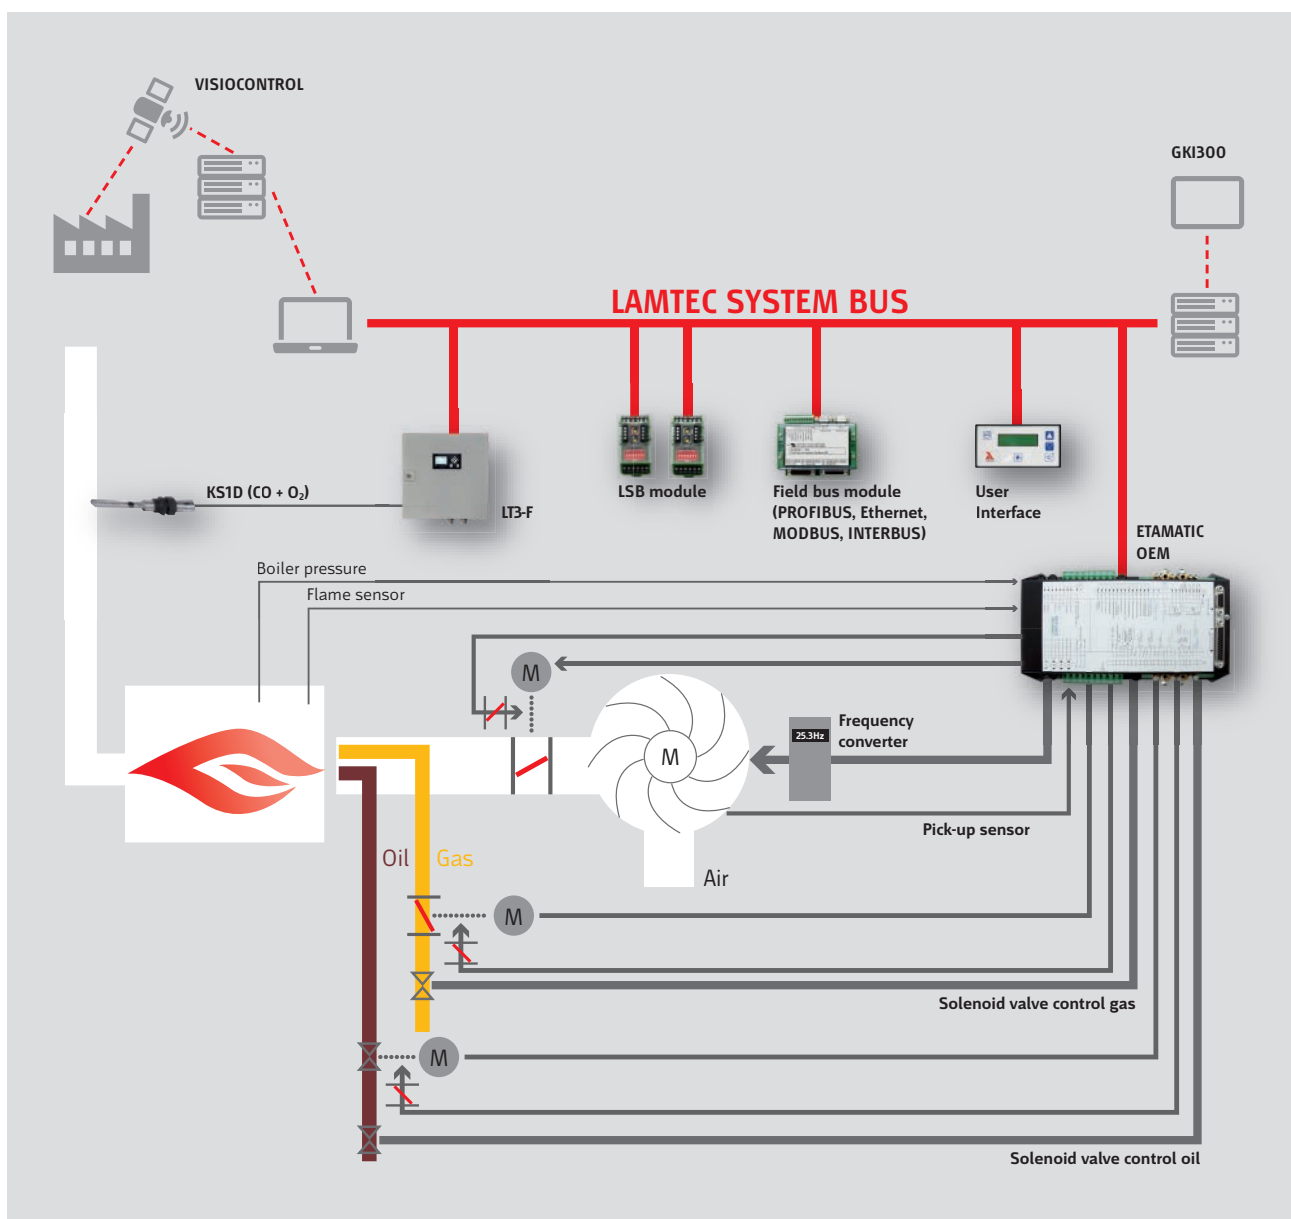 VISIOCONTROL
GKI300
LAMTEC SYSTEM BUS
KS1D (CO + O₂)
LT3-F
LSB module
Field bus module
(PROFIBUS, Ethernet,
MODBUS, INTERBUS)
User
Interface
ETAMATIC
OEM
Boiler pressure
Flame sensor
M
Frequency
converter
25.3Hz
M
Pick-up sensor
Oil
Gas
Air
M
Solenoid valve control gas
M
Solenoid valve control oil